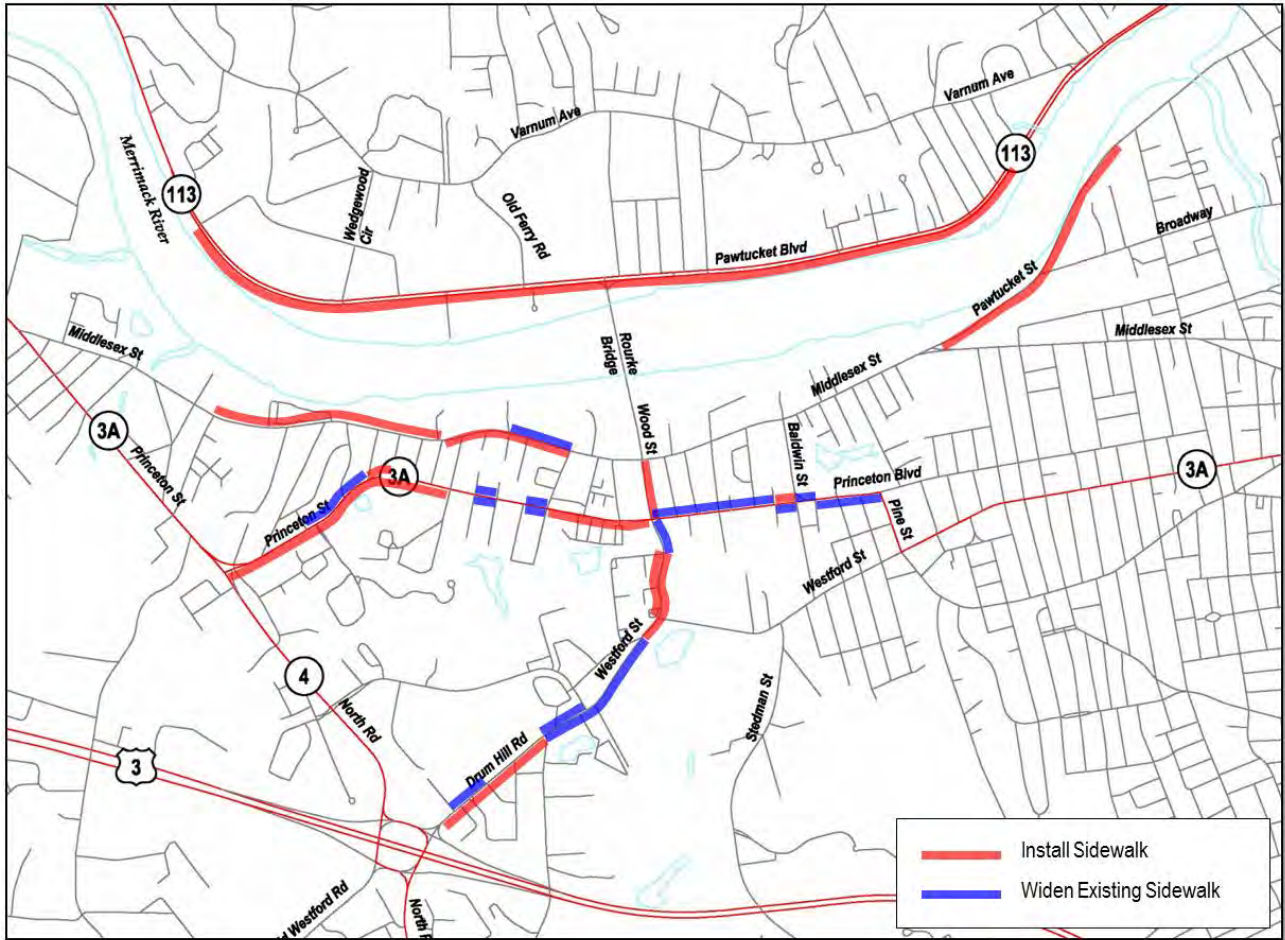 Varnum Ave
Varnum Ave
113
113
Merrimack River
Wedgewood
Cir
Old Ferry Rd
Broadway
Pawtucket Blvd
Pawtucket St
Middlesex St
Middlesex St
Rourke
Bridge
Middlesex St
Wood St
Baldwin St
3A
Princeton St
3A
Princeton Blvd
3A
Princeton St
Pine St
Westford St
Westford St
4
North Rd
Stedman St
Drum Hill Rd
3
Install Sidewalk
Widen Existing Sidewalk
Westford Rd
North